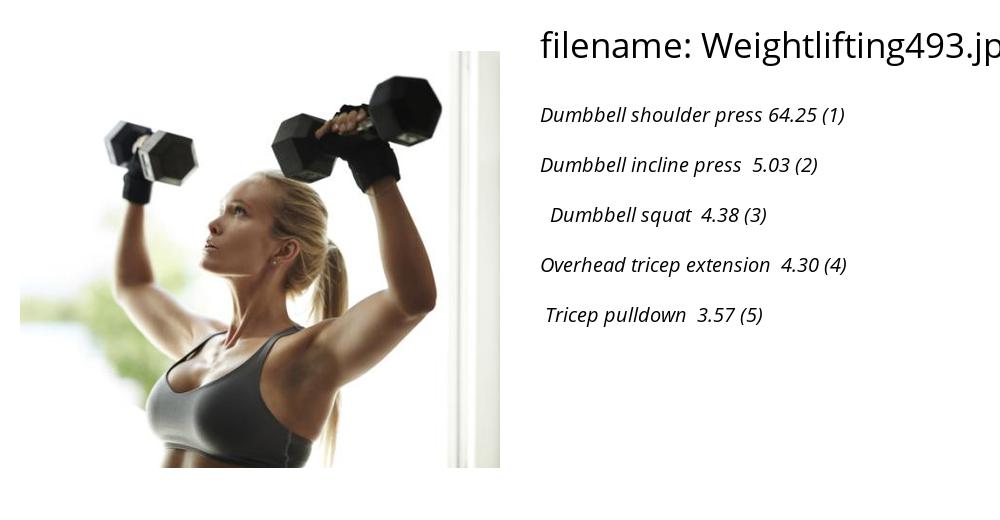 filename: Weightlifting493.jp
Dumbbell shoulder press 64.25 (1)
Dumbbell incline press 5.03 (2)
Dumbbell squat 4.38 (3)
Overhead tricep extension 4.30 (4)
Tricep pulldown 3.57 (5)